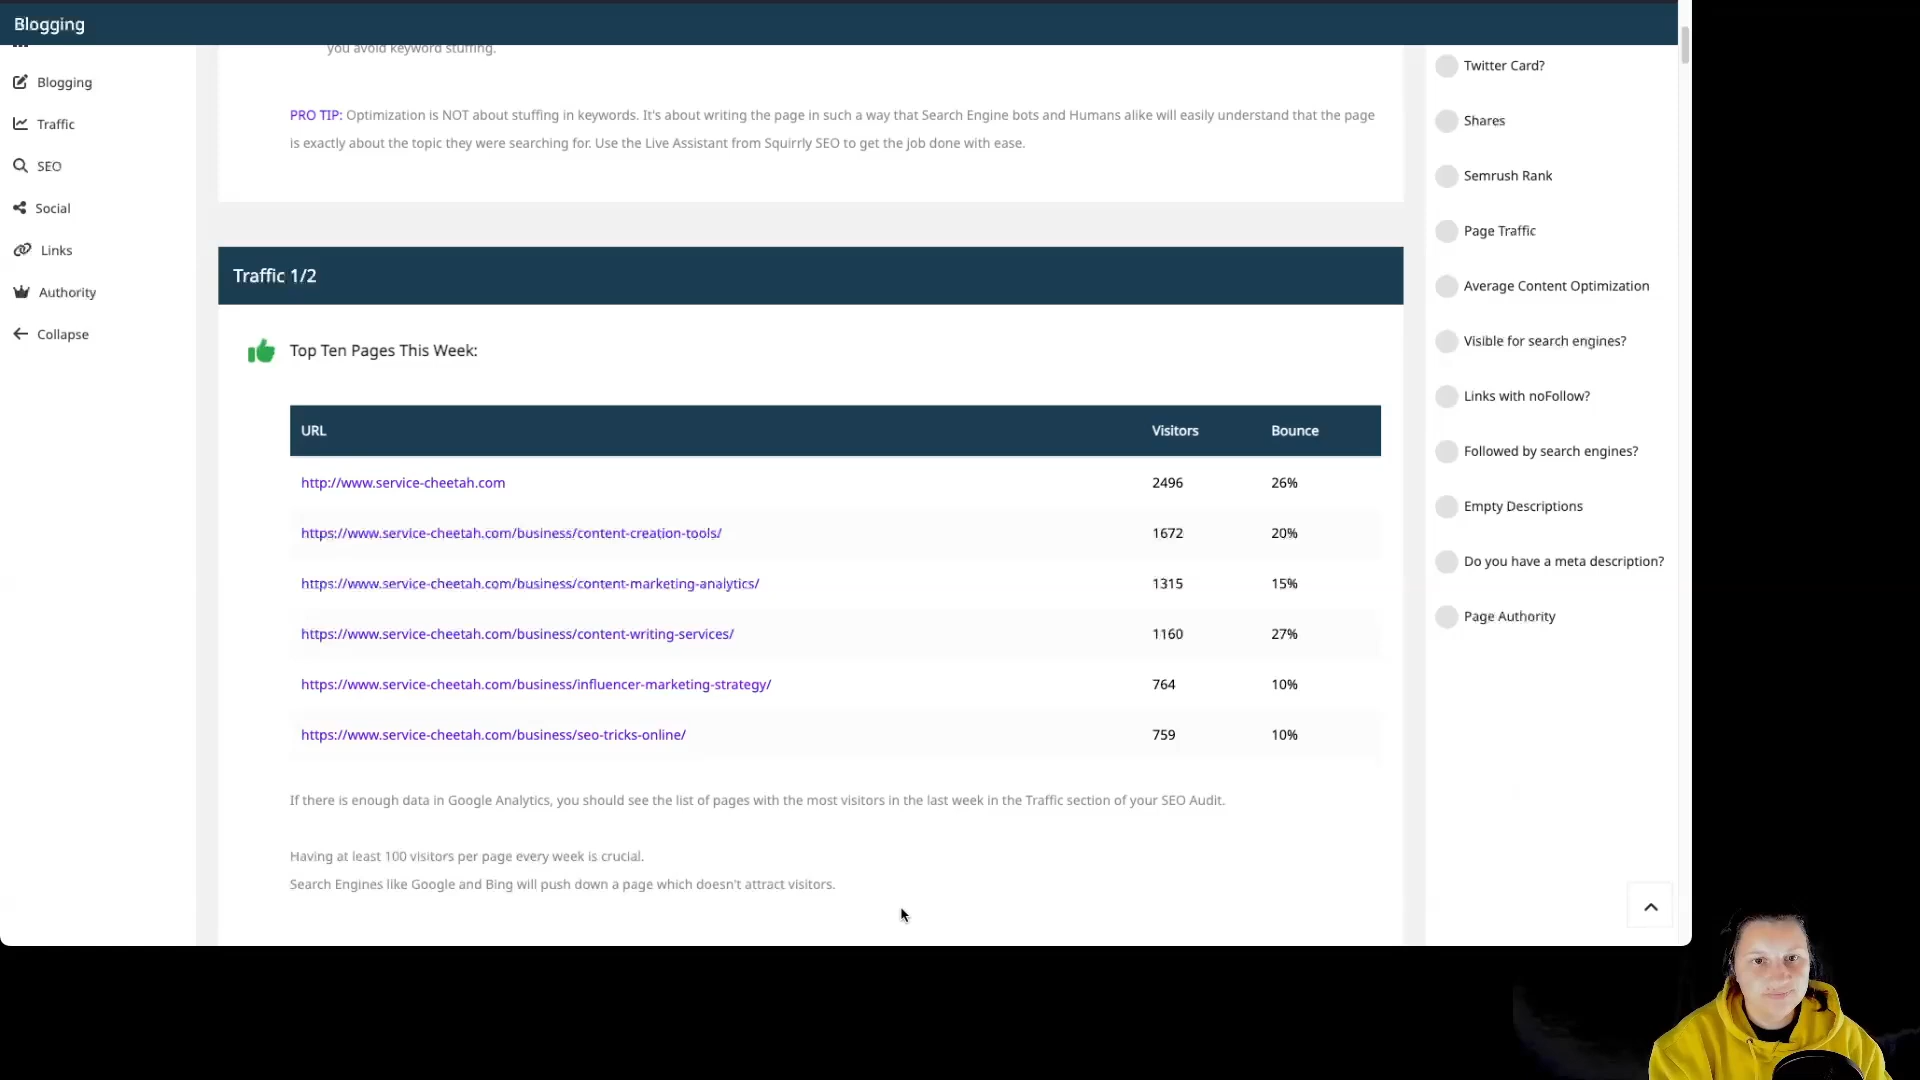 Blogging
you avoid keyword stuffing.
Blogging
Traffic
SEO
Social
Links
Authority
Collapse
PRO TIP: Optimization is NOT about stuffing in keywords. It's about writing the page in such a way that Search Engine bots and Humans alike will easily understand that the page
is exactly about the topic they were searching for. Use the Live Assistant from Squirrly SEO to get the job done with ease.
Traffic 1/2
Top Ten Pages This Week:
URL Visitors Bounce
http://www.service-cheetah.com 2496 26%
https://www.service-cheetah.com/business/content-creation-tools/ 1672 20%
https://www.service-cheetah.com/business/content-marketing-analytics/ 1315 15%
https://www.service-cheetah.com/business/content-writing-services/ 1160 27%
https://www.service-cheetah.com/business/influencer-marketing-strategy/ 764 10%
https://www.service-cheetah.com/business/seo-tricks-online/ 759 10%
If there is enough data in Google Analytics, you should see the list of pages with the most visitors in the last week in the Traffic section of your SEO Audit.
Having at least 100 visitors per page every week is crucial.
Search Engines like Google and Bing will push down a page which doesn't attract visitors.
Twitter Card?
Shares
Semrush Rank
Page Traffic
Average Content Optimization
Visible for search engines?
Links with noFollow?
Followed by search engines?
Empty Descriptions
Do you have a meta description?
Page Authority